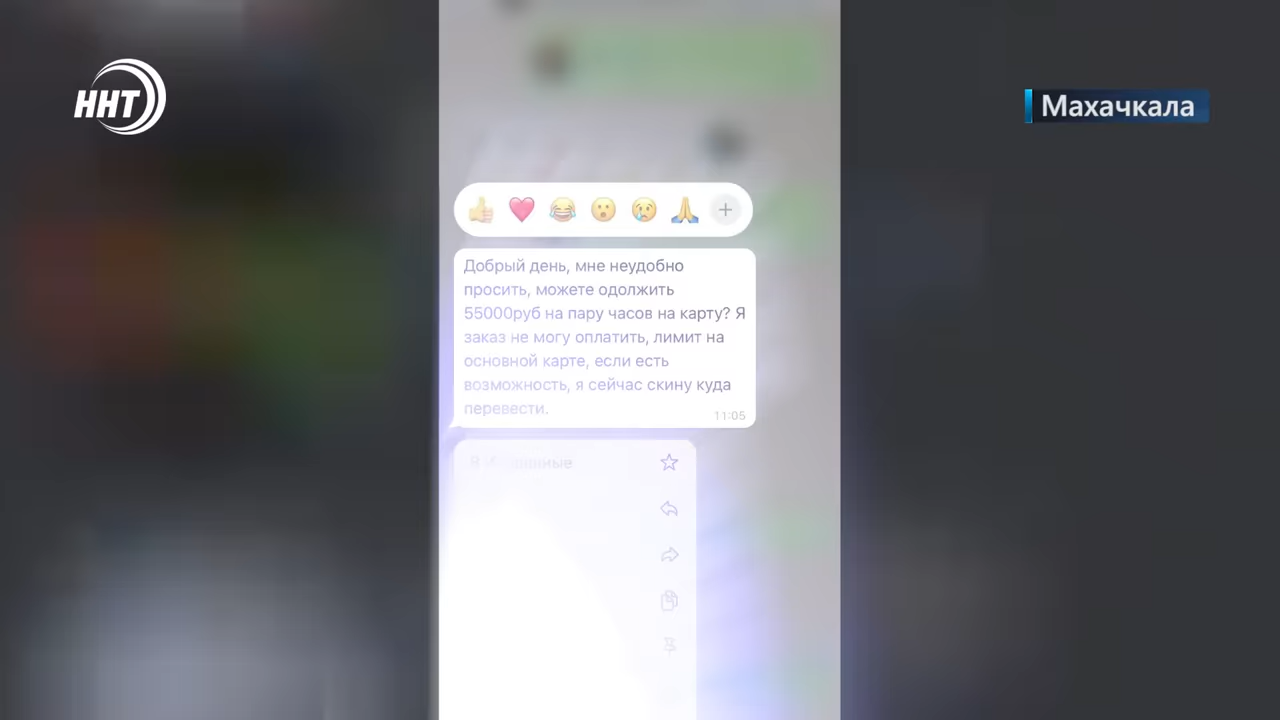 ННТ
Махачкала
Добрый день, мне неудобно
просить, можете одолжить
55000руб на пару часов на карту? Я
заказ не могу оплатить, лимит на
основной карте, если есть
возможность, я сейчас скину куда
перевести.
11:05